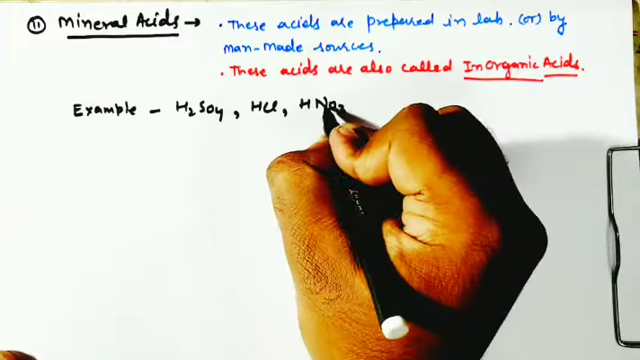 (11) Mineral Acids → • These acids are prepared in lab. (or) by
man-made sources.
• These acids are also called InOrganic Acids.
Example - H₂SO₄, HCl, HNO₃